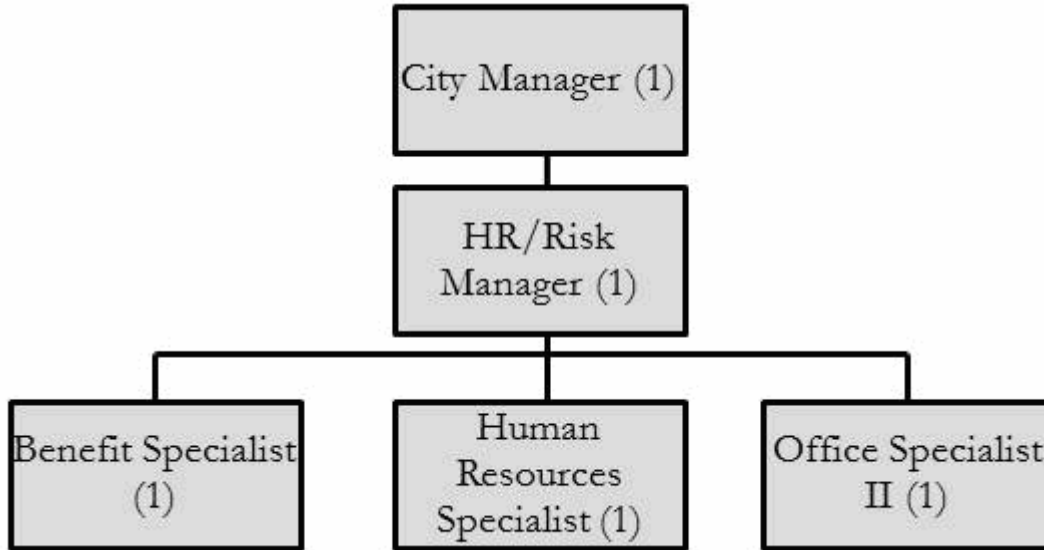 City Manager (1)
HR/Risk
Manager (1)
Benefit Specialist
(1)
Human
Resources
Specialist (1)
Office Specialist
II (1)